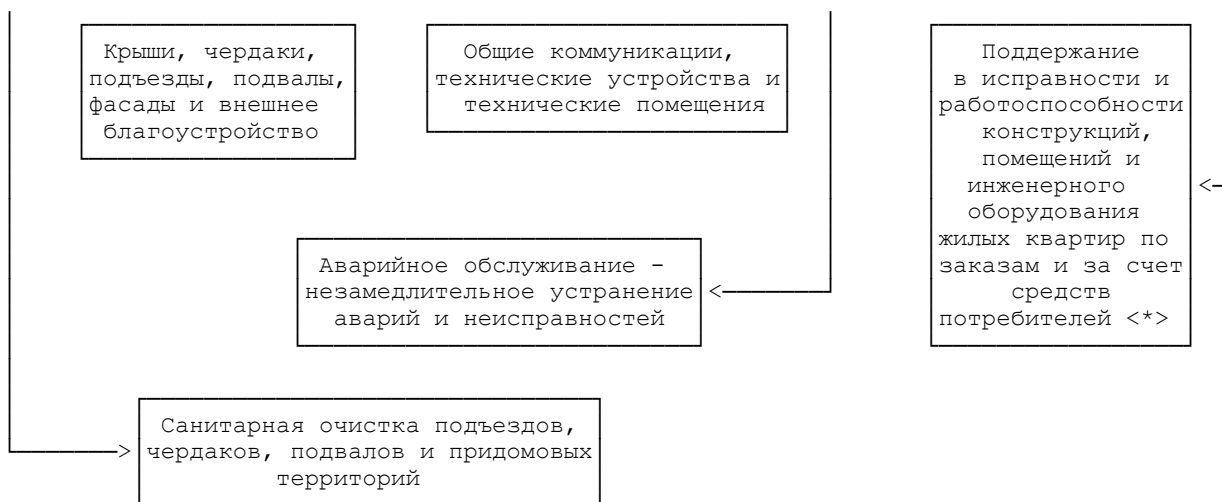 Крыши, чердаки,
подъезды, подвалы,
фасады и внешнее
благоустройство
Общие коммуникации,
технические устройства и
технические помещения
Поддержание
в исправности и
работоспособности
конструкций,
помещений и
инженерного
оборудования
жилых квартир по
заказам и за счет
средств
потребителей <*>
Аварийное обслуживание -
незамедлительное устранение
аварий и неисправностей
Санитарная очистка подъездов,
чердаков, подвалов и придомовых
территорий